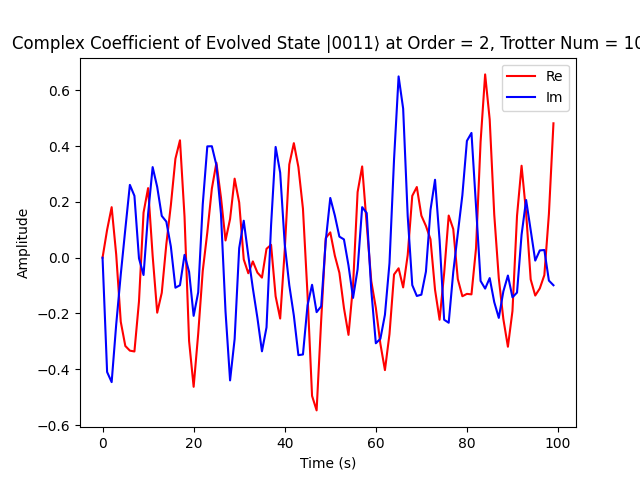 Complex Coefficient of Evolved State |0011⟩ at Order = 2, Trotter Num = 10
Re
Im
0.6
0.4
0.2
0.0
−0.2
−0.4
−0.6
Amplitude
0
20
40
60
80
100
Time (s)